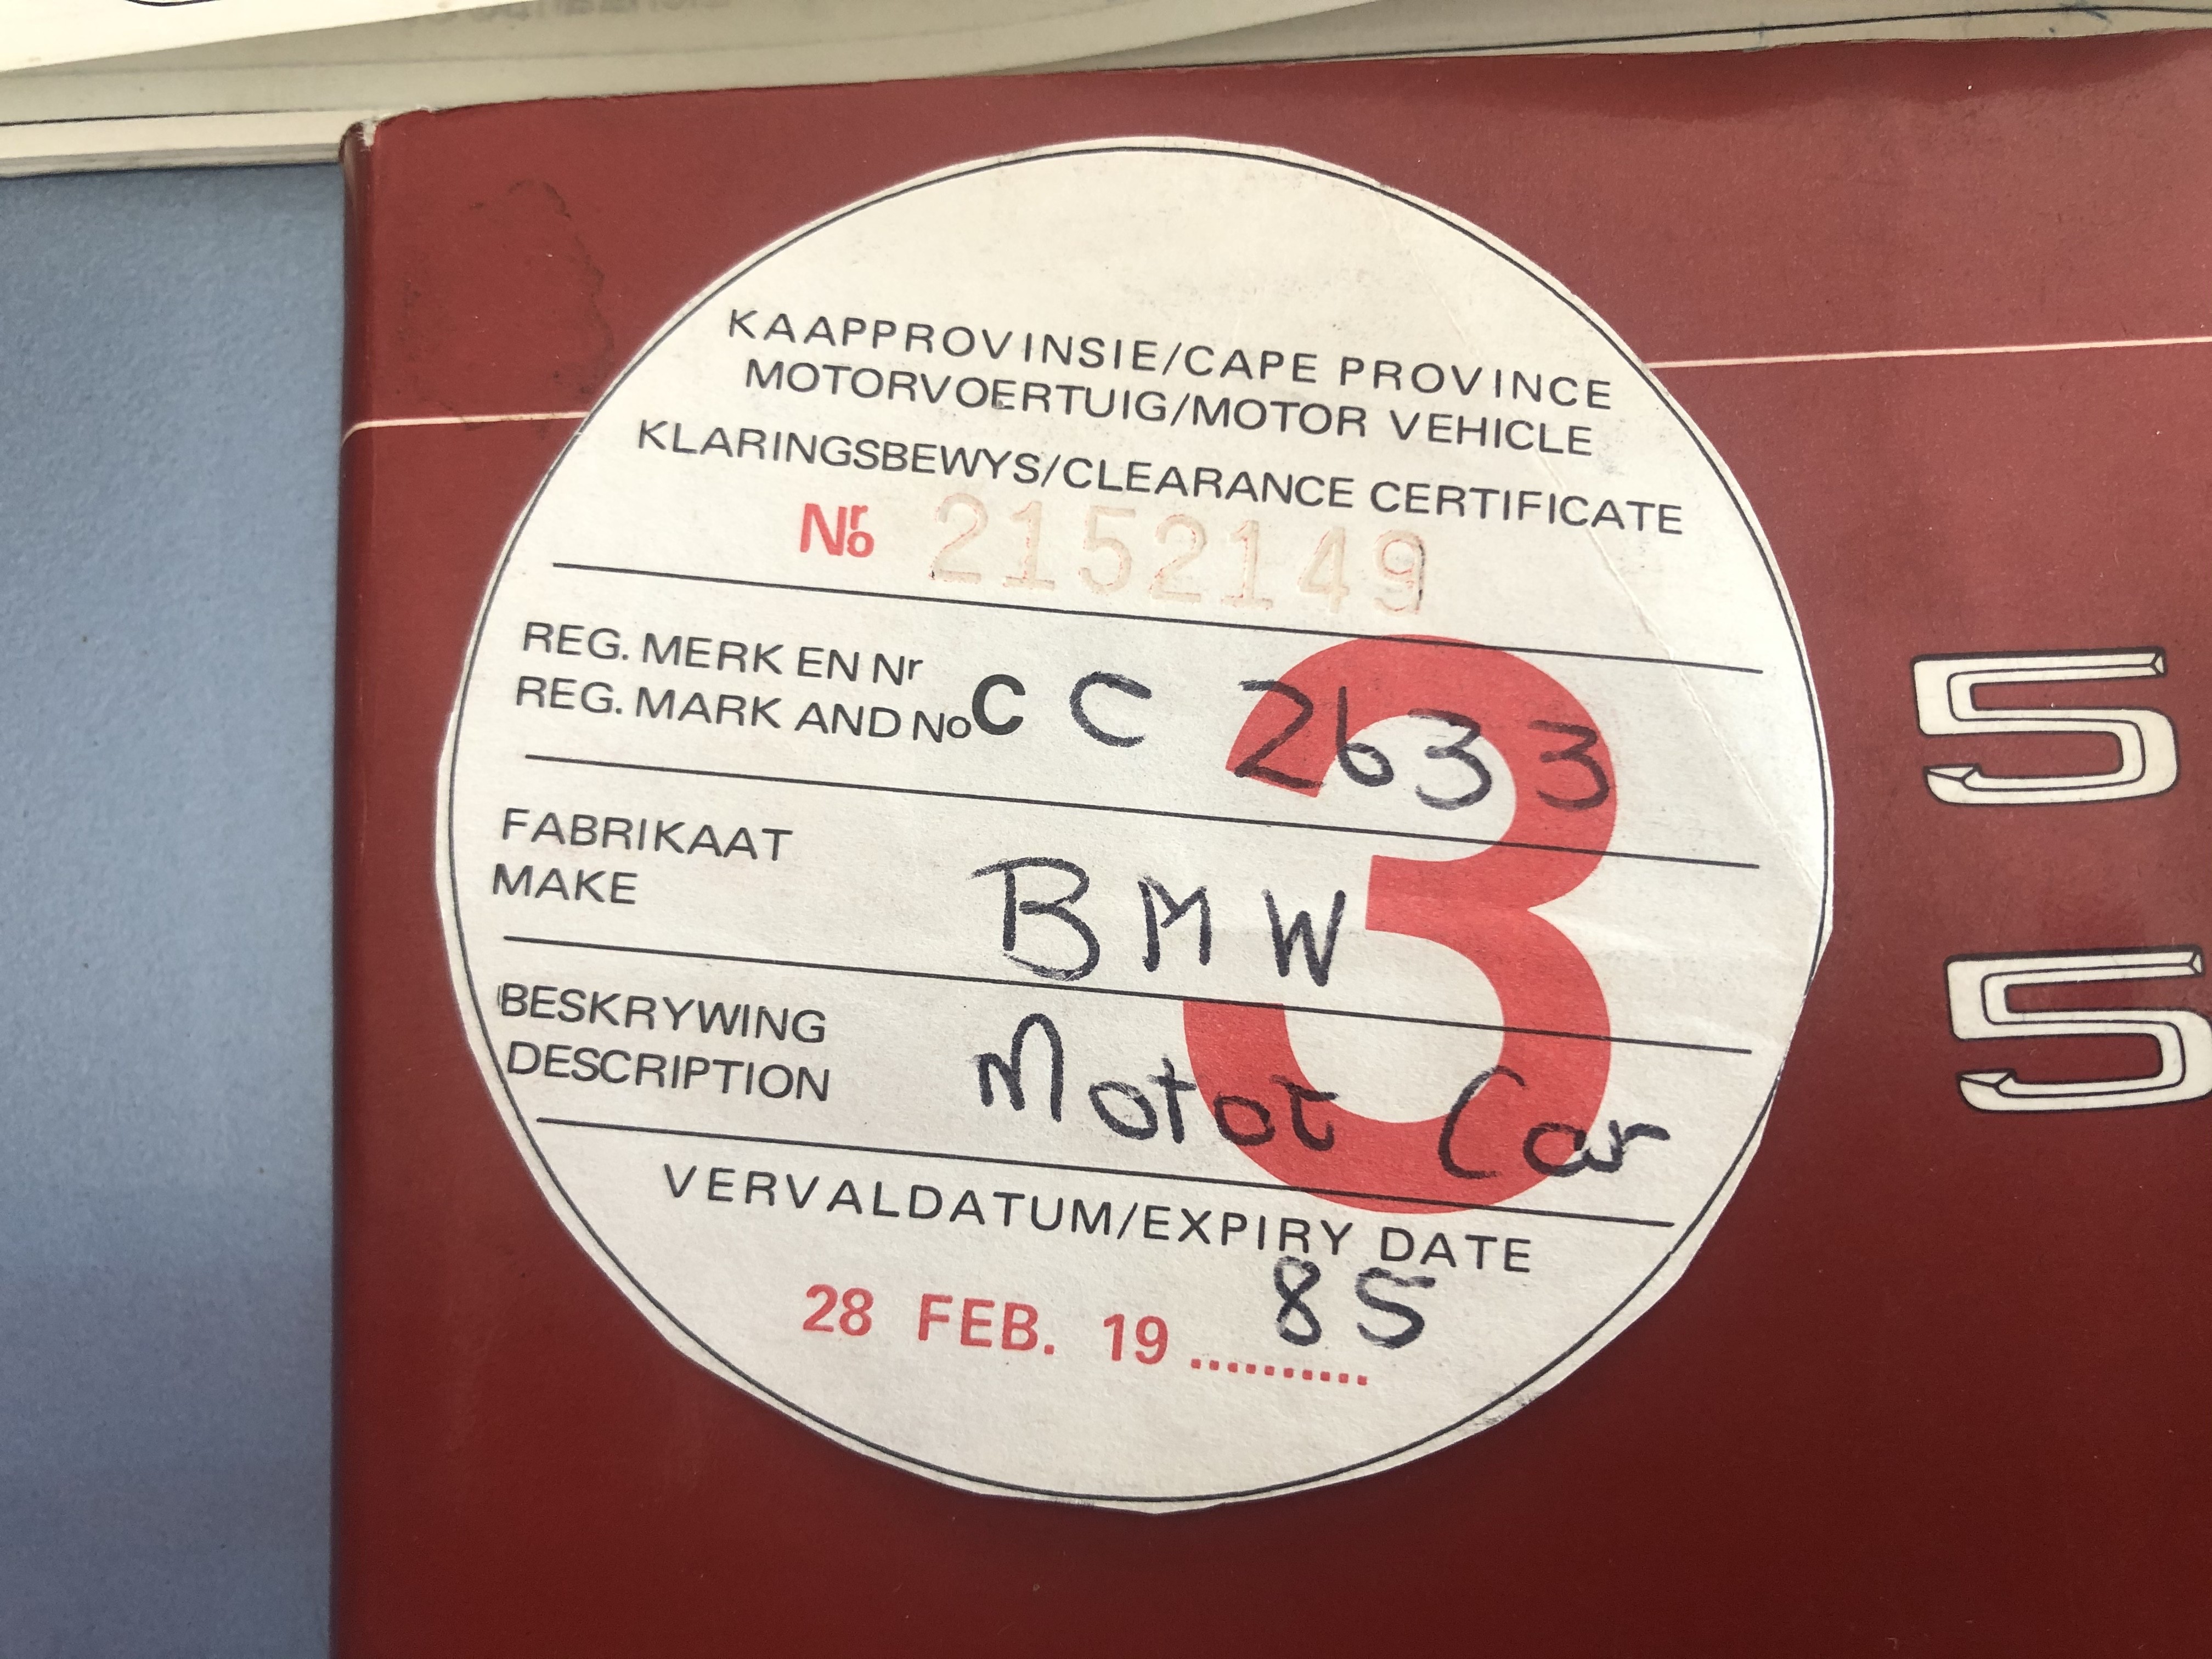 KAAPPROVINSIE/CAPE PROVINCE
MOTORVOERTUIG/MOTOR VEHICLE
KLARINGSBEWYS/CLEARANCE CERTIFICATE
Nro 2152149
REG. MERK EN Nr
REG. MARK AND No C C 2633
3
FABRIKAAT
MAKE BMW
BESKRYWING
DESCRIPTION Motor Car
VERVALDATUM/EXPIRY DATE
28 FEB. 19.......... 85
5
5